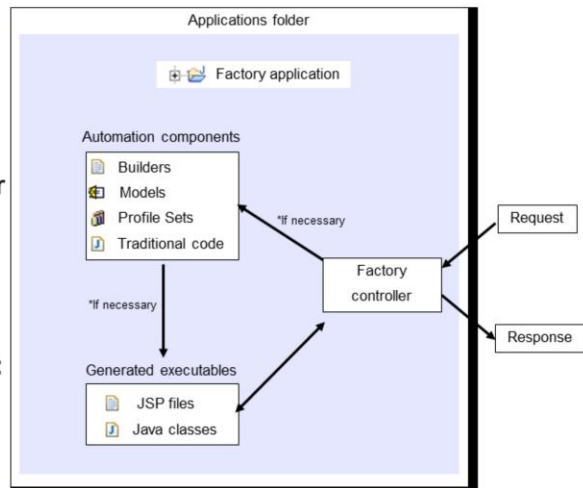 Applications folder
Factory application
Automation components
Builders
Models
Profile Sets
Traditional code
*If necessary
Request
Factory
controller
*If necessary
Response
Generated executables
JSP files
Java classes